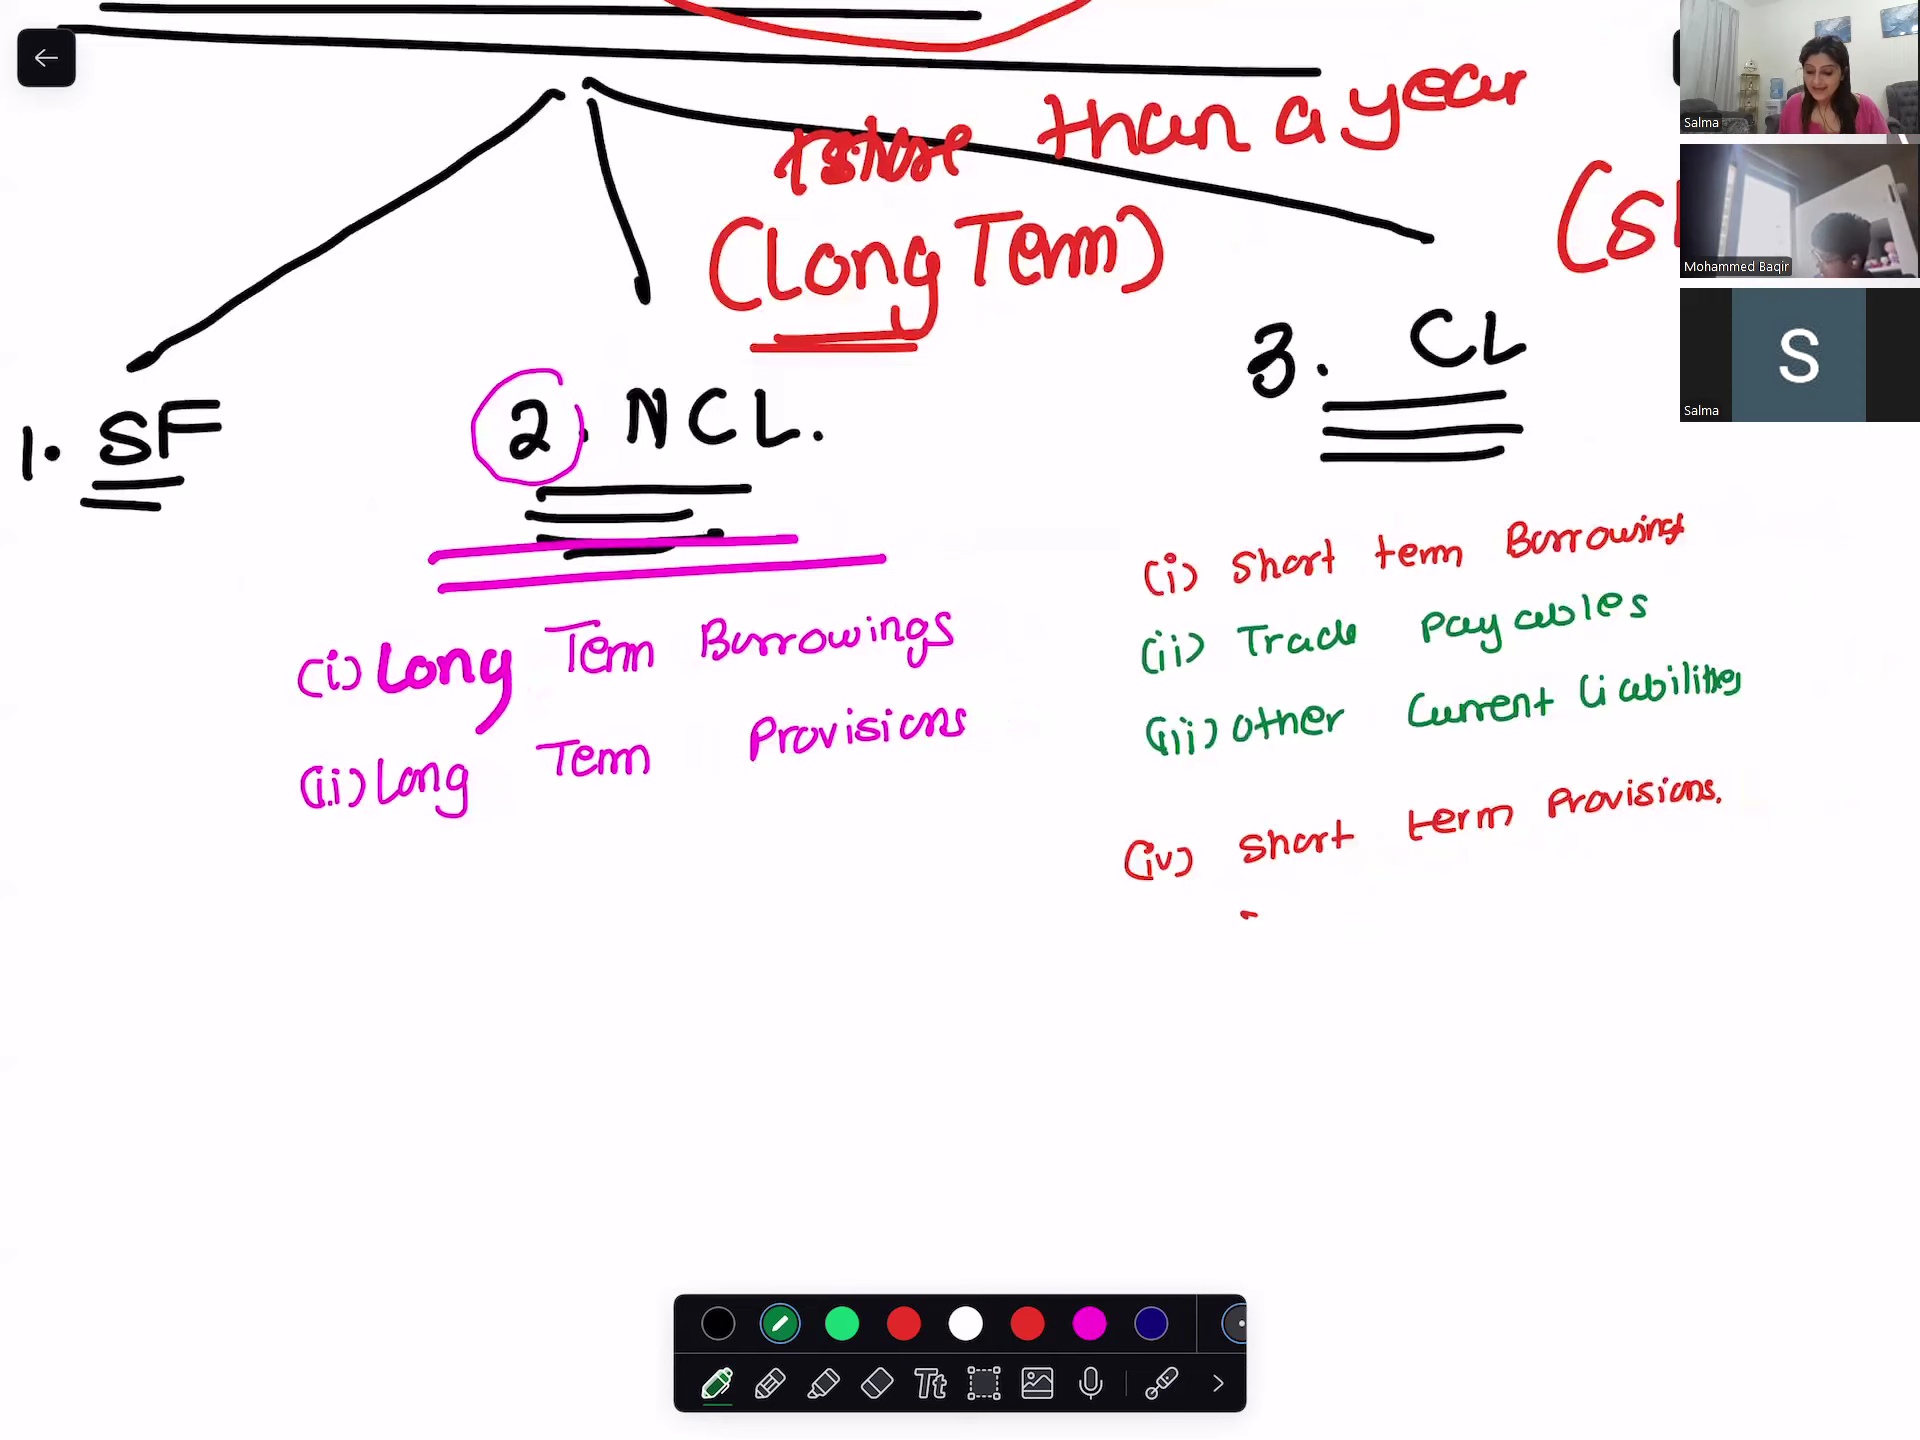 than a year
(Long Term)
(S
1. SF
2. NCL.
3. CL
(i) Long Term Borrowings
(ii) Long Term Provisions
(i) Short term Borrowings
(ii) Trade Payables
(iii) Other Current Liabilities
(iv) Short term Provisions.
Salma
Mohammed Baqir
S
Salma
Tt